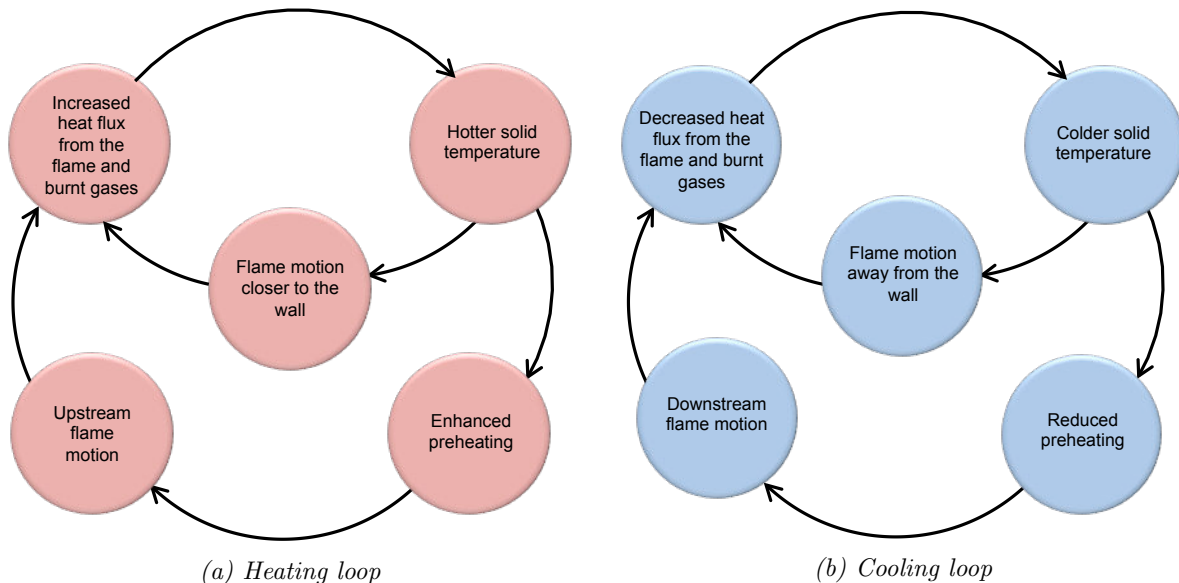 Increased
heat flux
from the
flame and
burnt gases
Hotter solid
temperature
Flame motion
closer to the
wall
Upstream
flame
motion
Enhanced
preheating
(a) Heating loop
Decreased heat
flux from the
flame and burnt
gases
Colder solid
temperature
Flame motion
away from the
wall
Downstream
flame motion
Reduced
preheating
(b) Cooling loop